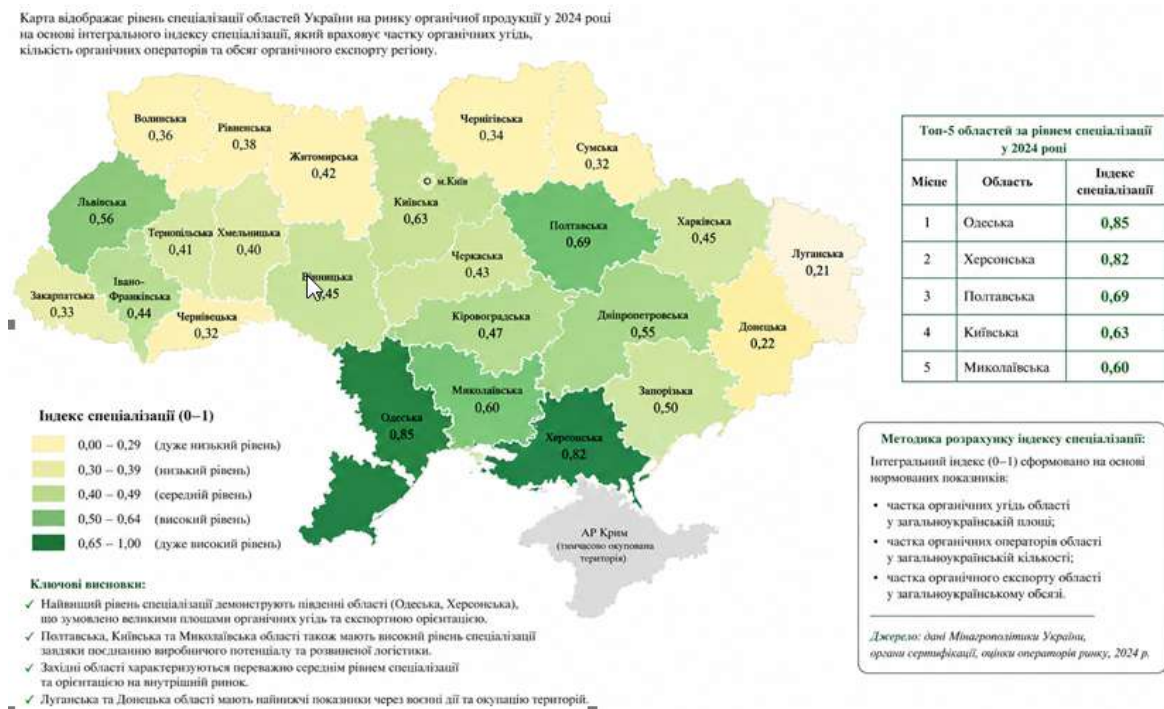 Карта відображає рівень спеціалізації областей України на ринку органічної продукції у 2024 році
на основі інтегрального індексу спеціалізації, який враховує частку органічних угідь,
кількість органічних операторів та обсяг органічного експорту регіону.
Волинська
0,36
Рівненська
0,38
Житомирська
0,42
Чернігівська
0,34
Сумська
0,32
м.Київ
Київська
0,63
Львівська
0,56
Тернопільська
0,41
Хмельницька
0,40
Полтавська
0,69
Харківська
0,45
Луганська
0,21
Черкаська
0,43
Вінницька
0,45
Закарпатська
0,33
Івано-
Франківська
0,44
Чернівецька
0,32
Кіровоградська
0,47
Дніпропетровська
0,55
Донецька
0,22
Миколаївська
0,60
Запорізька
0,50
Одеська
0,85
Херсонська
0,82
АР Крим
(тимчасово окупована
територія)
Індекс спеціалізації (0–1)
0,00 – 0,29 (дуже низький рівень)
0,30 – 0,39 (низький рівень)
0,40 – 0,49 (середній рівень)
0,50 – 0,64 (високий рівень)
0,65 – 1,00 (дуже високий рівень)
Ключові висновки:
✓ Найвищий рівень спеціалізації демонструють південні області (Одеська, Херсонська),
що зумовлено великими площами органічних угідь та експортною орієнтацією.
✓ Полтавська, Київська та Миколаївська області також мають високий рівень спеціалізації
завдяки поєднанню виробничого потенціалу та розвиненої логістики.
✓ Західні області характеризуються переважно середнім рівнем спеціалізації
та орієнтацією на внутрішній ринок.
✓ Луганська та Донецька області мають найнижчі показники через воєнні дії та окупацію територій.
Топ-5 областей за рівнем спеціалізації
у 2024 році
Місце Область Індекс спеціалізації
1 Одеська 0,85
2 Херсонська 0,82
3 Полтавська 0,69
4 Київська 0,63
5 Миколаївська 0,60
Методика розрахунку індексу спеціалізації:
Інтегральний індекс (0–1) сформовано на основі
нормованих показників:
• частка органічних угідь області
у загальноукраїнській площі;
• частка органічних операторів області
у загальноукраїнській кількості;
• частка органічного експорту області
у загальноукраїнському обсязі.
Джерело: дані Мінагрополітики України,
органи сертифікації, оцінки операторів ринку, 2024 р.